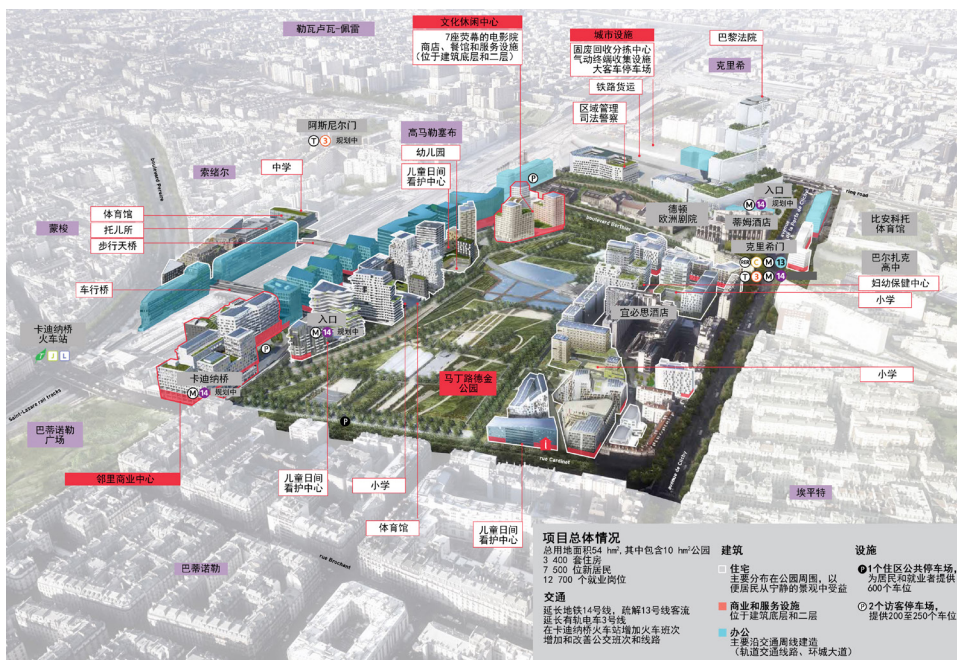 勒瓦卢瓦-佩雷
文化休闲中心
7座荧幕的电影院
商店、餐馆和服务设施
(位于建筑底层和二层)
城市设施
固废回收分拣中心
气动终端收集设施
大客车停车场
铁路货运
区域管理
司法警察
巴黎法院
克里希
阿斯尼尔门
T 3 规划中
高马勒塞布
幼儿园
儿童日间
看护中心
中学
索绪尔
boulevard Pereire
体育馆
托儿所
步行天桥
蒙梭
车行桥
P
boulevard Berthier
德顿
欧洲剧院
入口
M 14 规划中
蒂姆酒店
克里希门
RER C M 13
T 3 M 14
比安科托
体育馆
巴尔扎克
高中
妇幼保健中心
小学
宜必思酒店
入口
M 14 规划中
P
卡迪纳桥
火车站
J L
卡迪纳桥
M 14 规划中
Saint-Lazare rail tracks
巴蒂诺勒
广场
邻里商业中心
马丁路德金
公园
小学
P
i
rue Cardinet
avenue de Clichy
儿童日间
看护中心
小学
体育馆
儿童日间
看护中心
埃平特
rue Brochant
巴蒂诺勒
项目总体情况
总用地面积54 hm², 其中包含10 hm²公园
3 400 套住房
7 500 位新居民
12 700 个就业岗位
交通
延长地铁14号线, 疏解13号线客流
延长有轨电车3号线
在卡迪纳桥火车站增加火车班次
增加和改善公交班次和线路
建筑
住宅
主要分布在公园周围, 以
便居民从宁静的景观中受益
商业和服务设施
位于建筑底层和二层
办公
主要沿交通周线建造
(轨道交通线路、环城大道)
设施
P 1个住区公共停车场,
为居民和就业者提供
600个车位
P 2个访客停车场,
提供200至250个车位